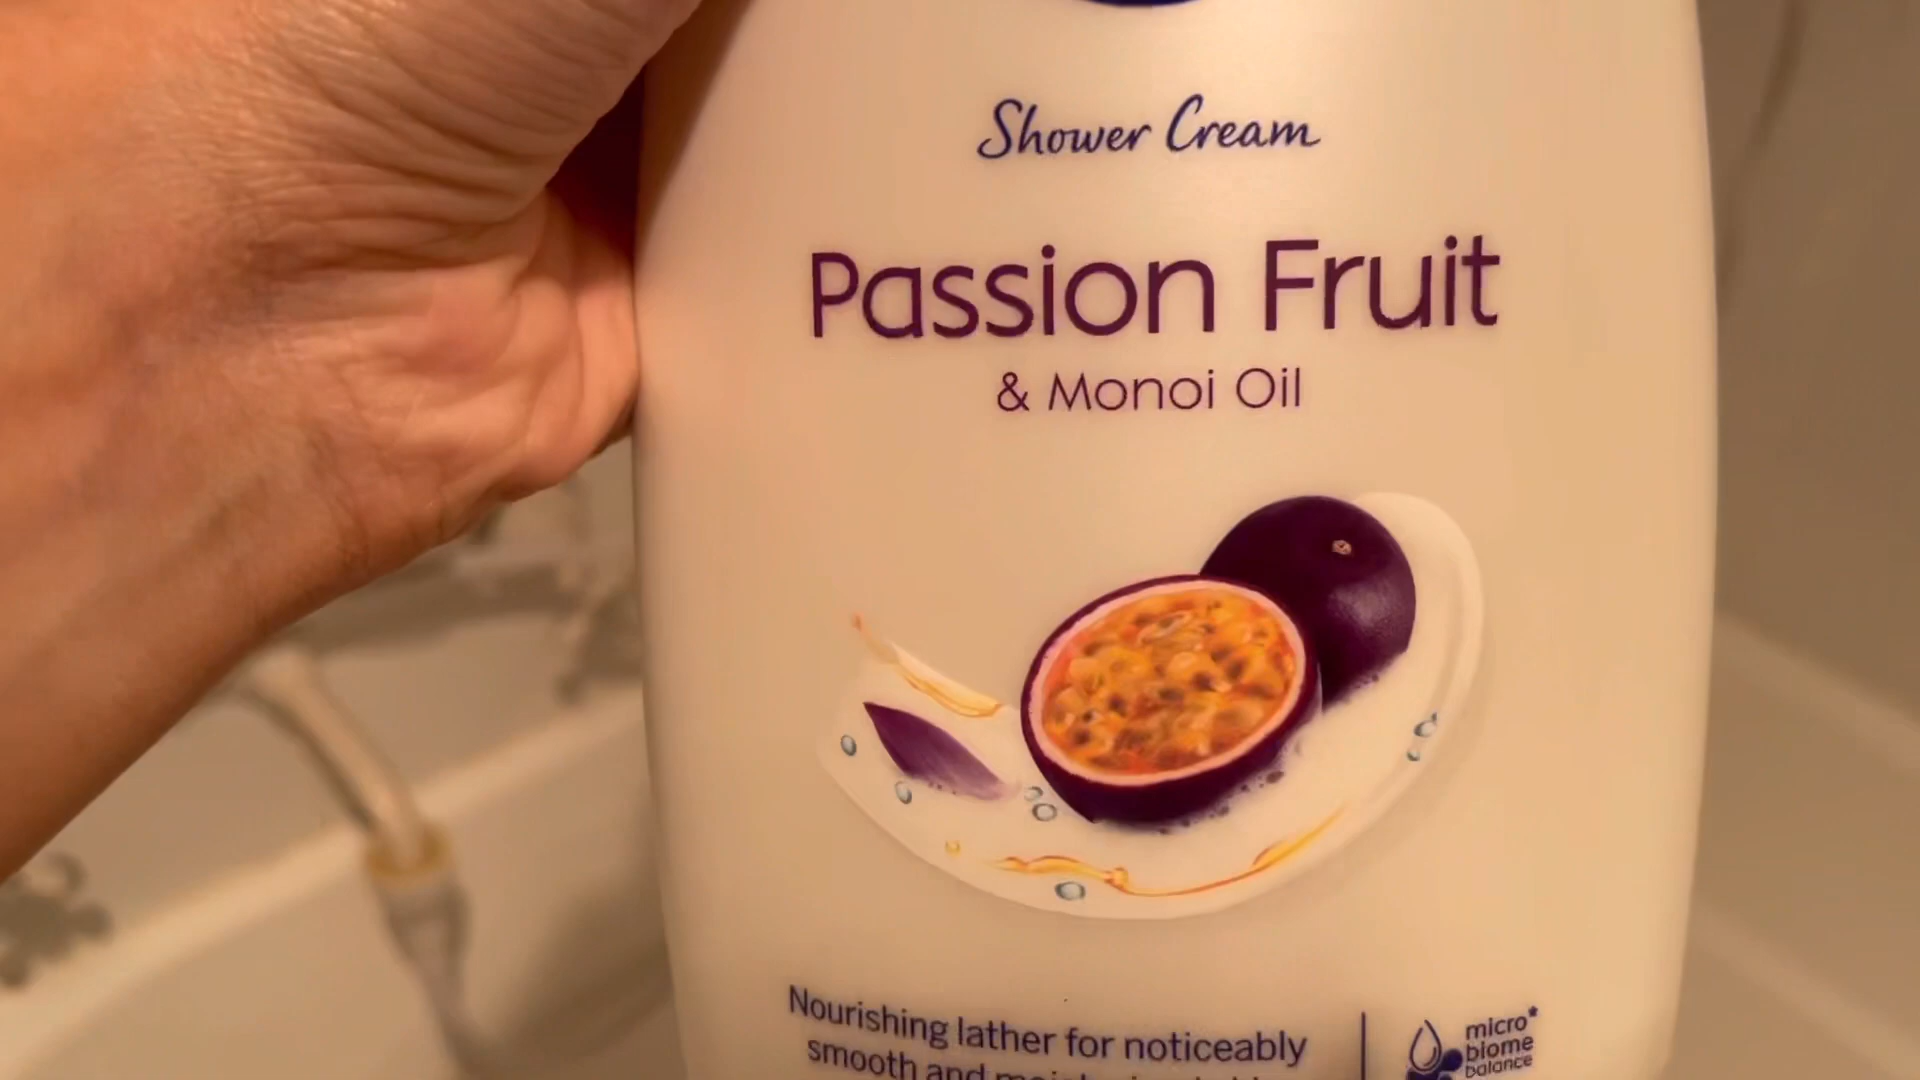 Shower Cream
Passion Fruit
& Monoi Oil
Nourishing lather for noticeably
smooth and
micro*
biome
balance